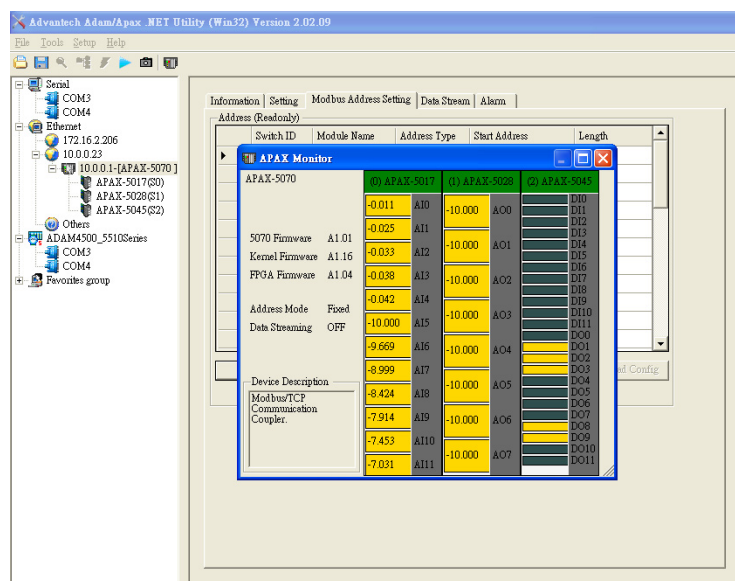 Advantech Adam/Apax .NET Utility (Win32) Version 2.02.09
File Tools Setup Help
Serial
COM3
COM4
Ethernet
172.16.2.206
10.0.0.23
10.0.0.1-[APAX-5070 ]
APAX-5017(S0)
APAX-5028(S1)
APAX-5045(S2)
Others
ADAM4500_5510Series
COM3
COM4
Favorites group
Information Setting Modbus Address Setting Data Stream Alarm
Address (Readonly)
Switch ID Module Name Address Type Start Address Length
APAX Monitor
APAX-5070
5070 Firmware A1.01
Kernel Firmware A1.16
FPGA Firmware A1.04
Address Mode Fixed
Data Streaming OFF
Device Description
Modbus/TCP
Communication
Coupler.
(0) APAX-5017
-0.011 AI0
-0.025 AI1
-0.033 AI2
-0.038 AI3
-0.042 AI4
-10.000 AI5
-9.669 AI6
-8.999 AI7
-8.424 AI8
-7.914 AI9
-7.453 AI10
-7.031 AI11
(1) APAX-5028
-10.000 AO0
-10.000 AO1
-10.000 AO2
-10.000 AO3
-10.000 AO4
-10.000 AO5
-10.000 AO6
-10.000 AO7
(2) APAX-5045
DI0
DI1
DI2
DI3
DI4
DI5
DI6
DI7
DI8
DI9
DI10
DI11
DO0
DO1
DO2
DO3
DO4
DO5
DO6
DO7
DO8
DO9
DO10
DO11
Config